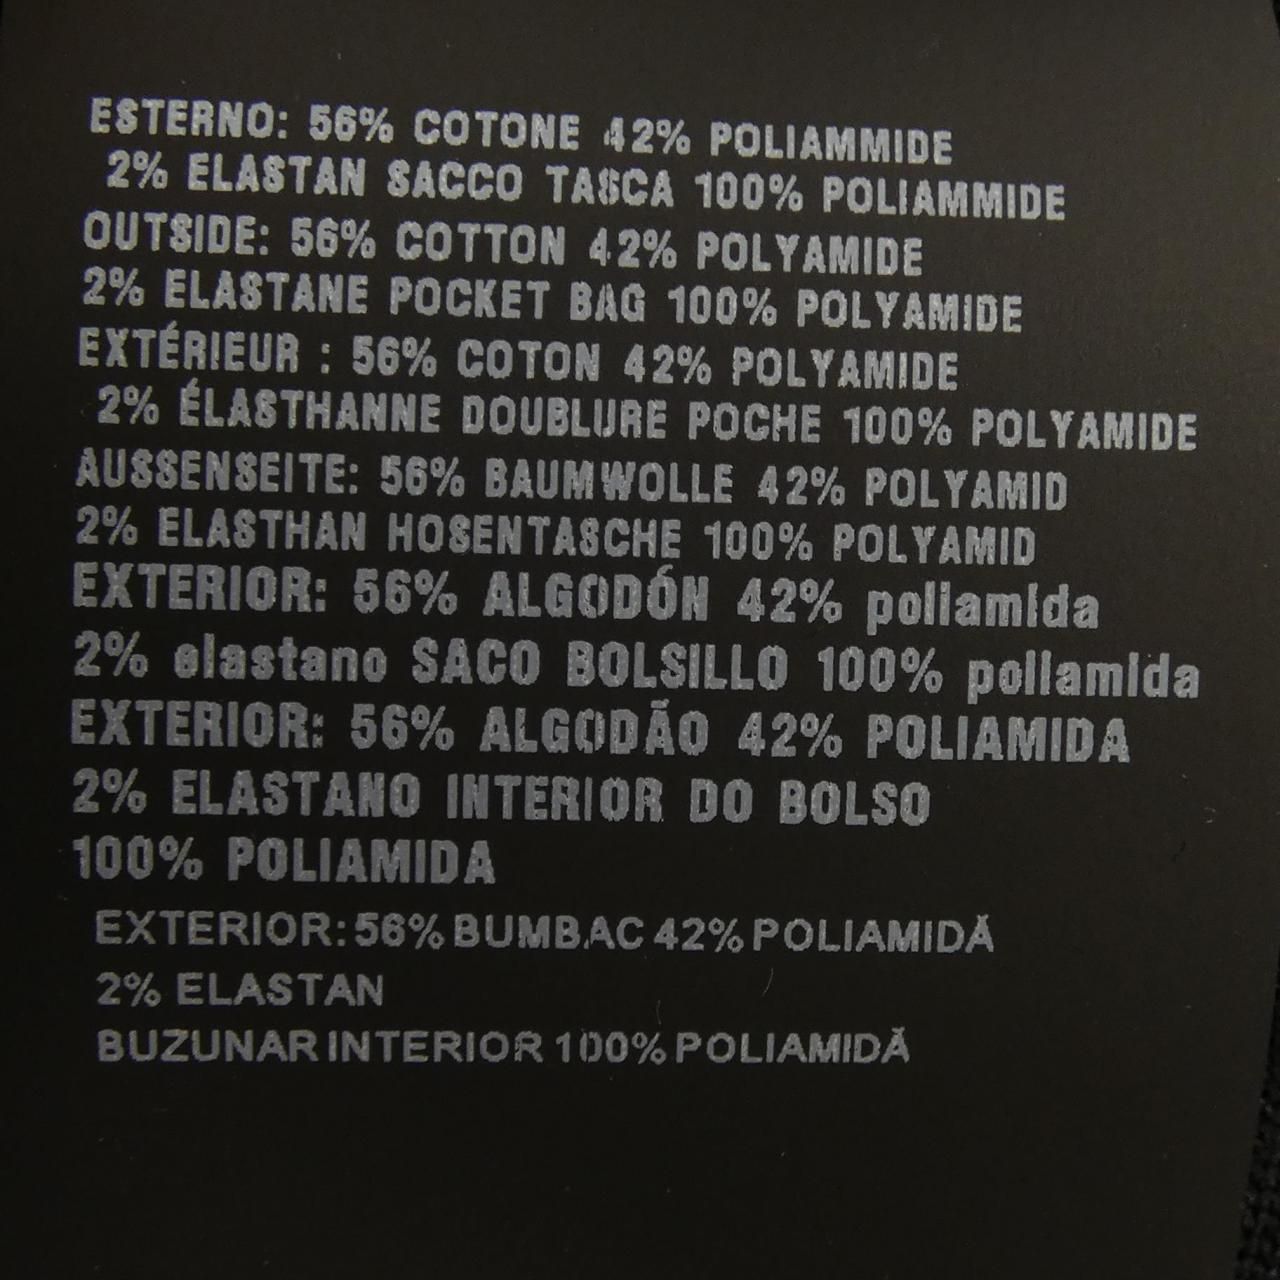 ESTERNO: 56% COTONE 42% POLIAMMIDE
2% ELASTAN SACCO TASCA 100% POLIAMMIDE
OUTSIDE: 56% COTTON 42% POLYAMIDE
2% ELASTANE POCKET BAG 100% POLYAMIDE
EXTÉRIEUR : 56% COTON 42% POLYAMIDE
2% ÉLASTHANNE DOUBLURE POCHE 100% POLYAMIDE
AUSSENSEITE: 56% BAUMWOLLE 42% POLYAMID
2% ELASTHAN HOSENTASCHE 100% POLYAMID
EXTERIOR: 56% ALGODÓN 42% poliamida
2% elastano SACO BOLSILLO 100% poliamida
EXTERIOR: 56% ALGODÃO 42% POLIAMIDA
2% ELASTANO INTERIOR DO BOLSO
100% POLIAMIDA
EXTERIOR: 56% BUMBAC 42% POLIAMIDĂ
2% ELASTAN
BUZUNAR INTERIOR 100% POLIAMIDĂ